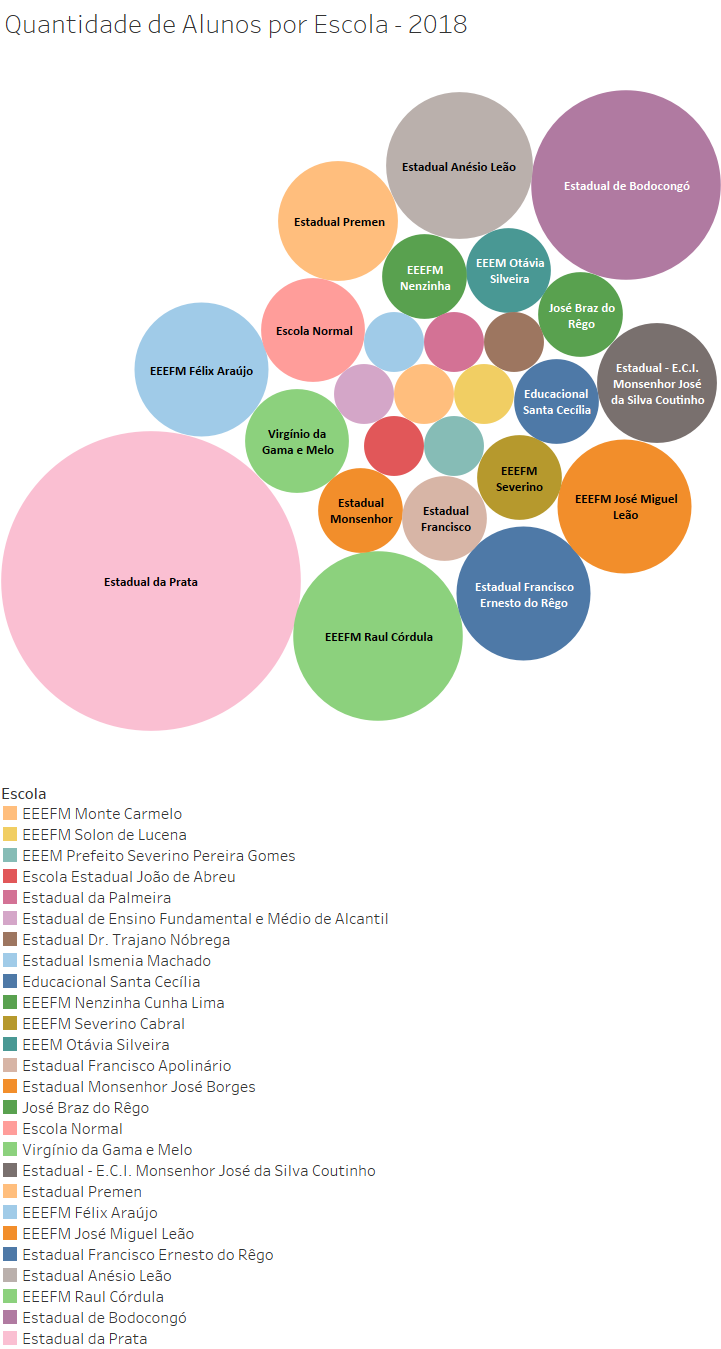 Quantidade de Alunos por Escola - 2018
Estadual Anésio Leão
Estadual de Bodocongó
Estadual Premen
EEEFM
Nenzinha
EEEM Otávia
Silveira
José Braz do
Rêgo
Escola Normal
EEEFM Félix Araújo
Estadual - E.C.I.
Monsenhor José
da Silva Coutinho
Educacional
Santa Cecília
Virgínio da
Gama e Melo
EEEFM
Severino
EEEFM José Miguel
Leão
Estadual
Monsenhor
Estadual
Francisco
Estadual da Prata
Estadual Francisco
Ernesto do Rêgo
EEEFM Raul Córdula
Escola
EEEFM Monte Carmelo
EEEFM Solon de Lucena
EEEM Prefeito Severino Pereira Gomes
Escola Estadual João de Abreu
Estadual da Palmeira
Estadual de Ensino Fundamental e Médio de Alcantil
Estadual Dr. Trajano Nóbrega
Estadual Ismenia Machado
Educacional Santa Cecília
EEEFM Nenzinha Cunha Lima
EEEFM Severino Cabral
EEEM Otávia Silveira
Estadual Francisco Apolinário
Estadual Monsenhor José Borges
José Braz do Rêgo
Escola Normal
Virgínio da Gama e Melo
Estadual - E.C.I. Monsenhor José da Silva Coutinho
Estadual Premen
EEEFM Félix Araújo
EEEFM José Miguel Leão
Estadual Francisco Ernesto do Rêgo
Estadual Anésio Leão
EEEFM Raul Córdula
Estadual de Bodocongó
Estadual da Prata